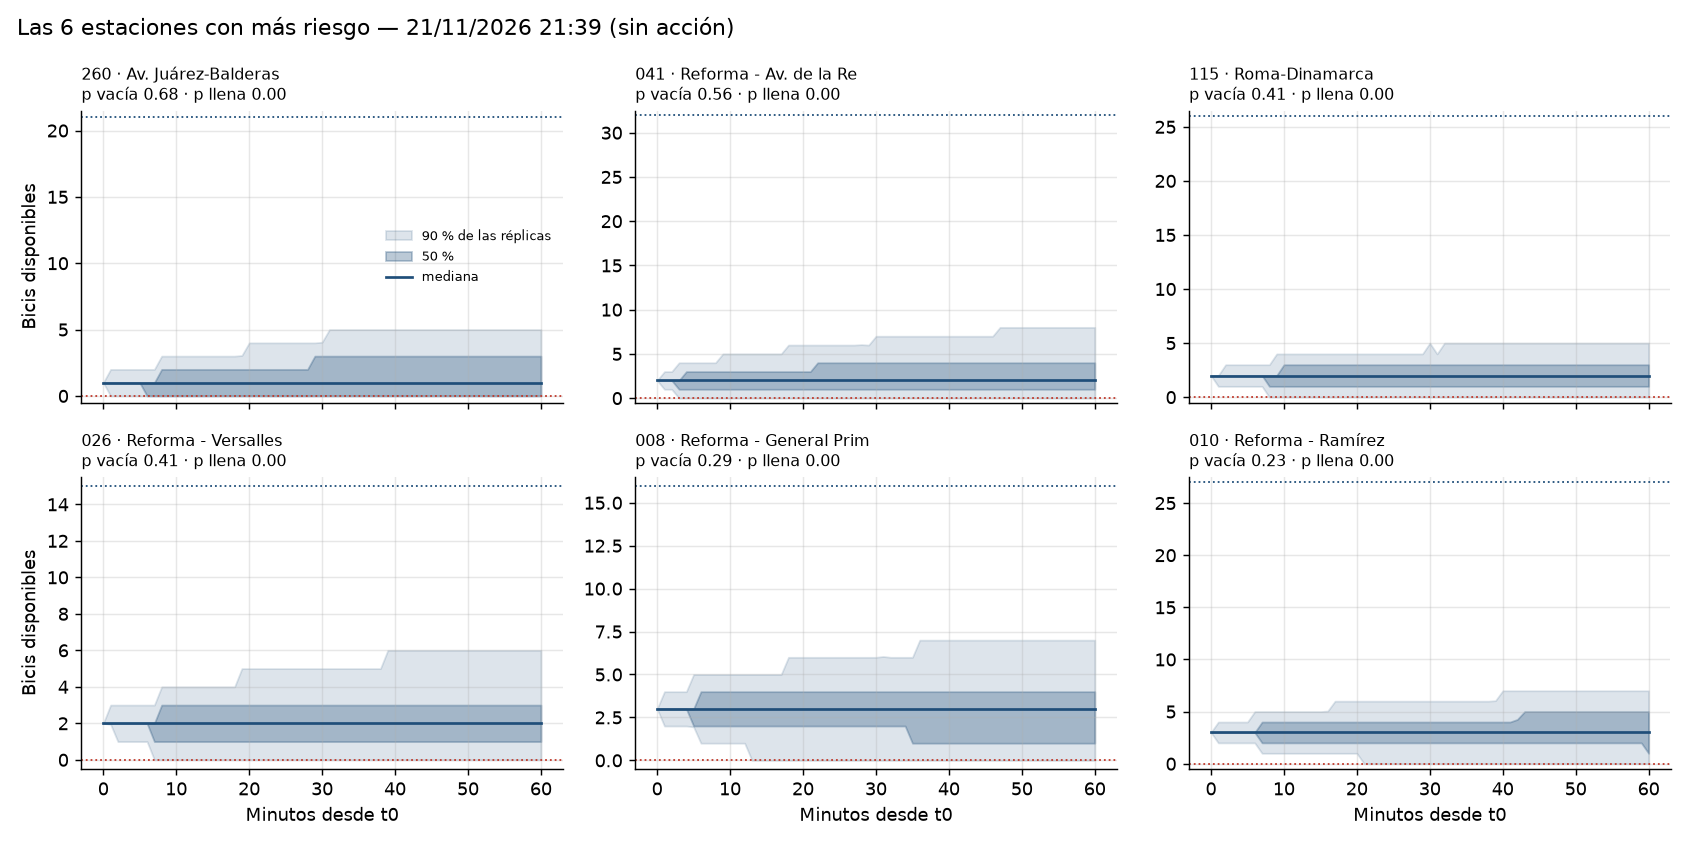 Las 6 estaciones con más riesgo — 21/11/2026 21:39 (sin acción)
260 · Av. Juárez-Balderas
p vacía 0.68 · p llena 0.00
Bicis disponibles
20
15
10
5
0
90 % de las réplicas
50 %
mediana
041 · Reforma - Av. de la Re
p vacía 0.56 · p llena 0.00
30
25
20
15
10
5
0
115 · Roma-Dinamarca
p vacía 0.41 · p llena 0.00
25
20
15
10
5
0
026 · Reforma - Versalles
p vacía 0.41 · p llena 0.00
Bicis disponibles
14
12
10
8
6
4
2
0
0 10 20 30 40 50 60
Minutos desde t0
008 · Reforma - General Prim
p vacía 0.29 · p llena 0.00
15.0
12.5
10.0
7.5
5.0
2.5
0.0
0 10 20 30 40 50 60
Minutos desde t0
010 · Reforma - Ramírez
p vacía 0.23 · p llena 0.00
25
20
15
10
5
0
0 10 20 30 40 50 60
Minutos desde t0